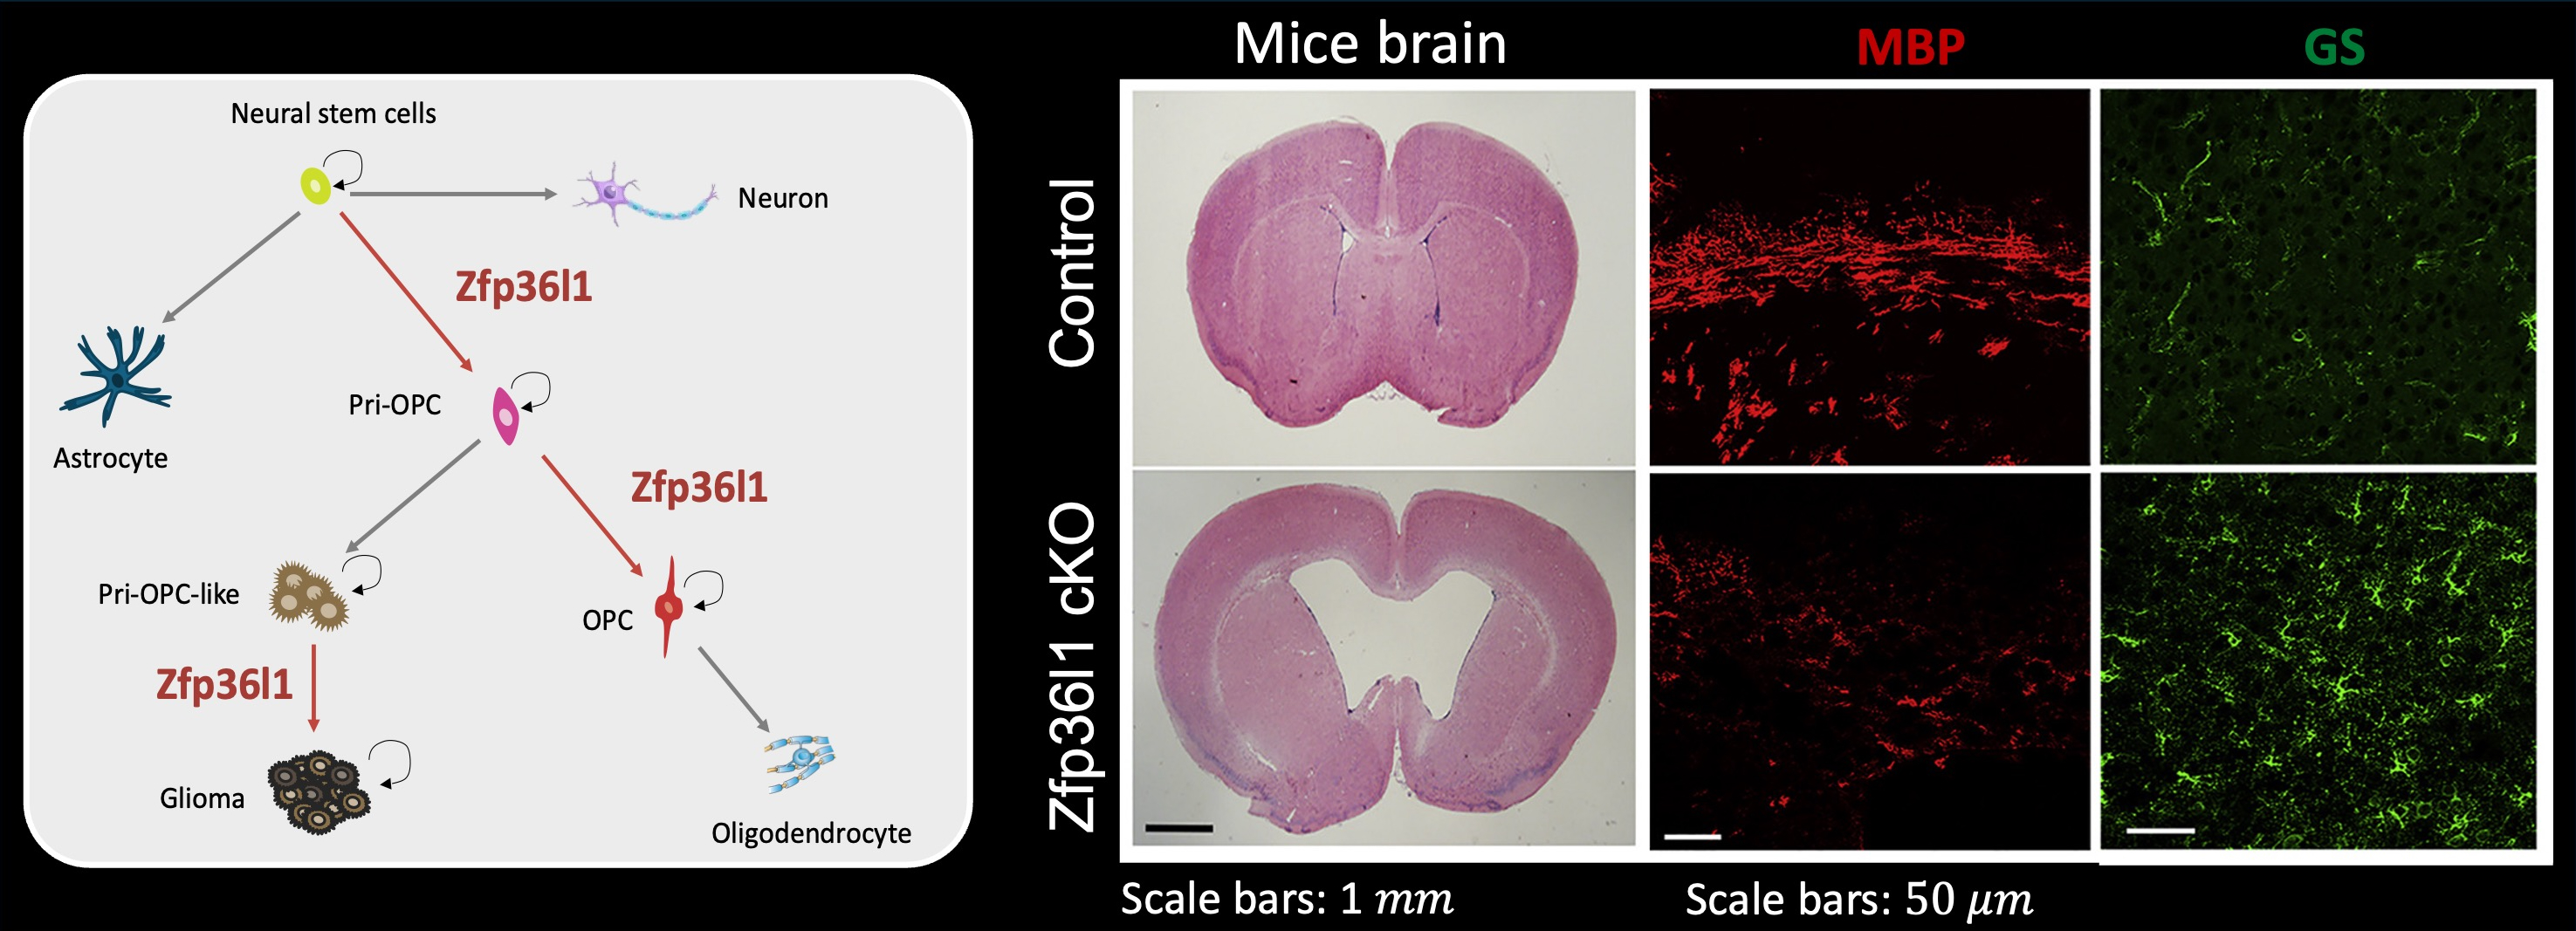 Neural stem cells
Neuron
Zfp36l1
Astrocyte
Pri-OPC
Zfp36l1
Pri-OPC-like
OPC
Zfp36l1
Glioma
Oligodendrocyte
Mice brain
MBP
GS
Control
Zfp36l1 cKO
Scale bars: 1 mm
Scale bars: 50 μm